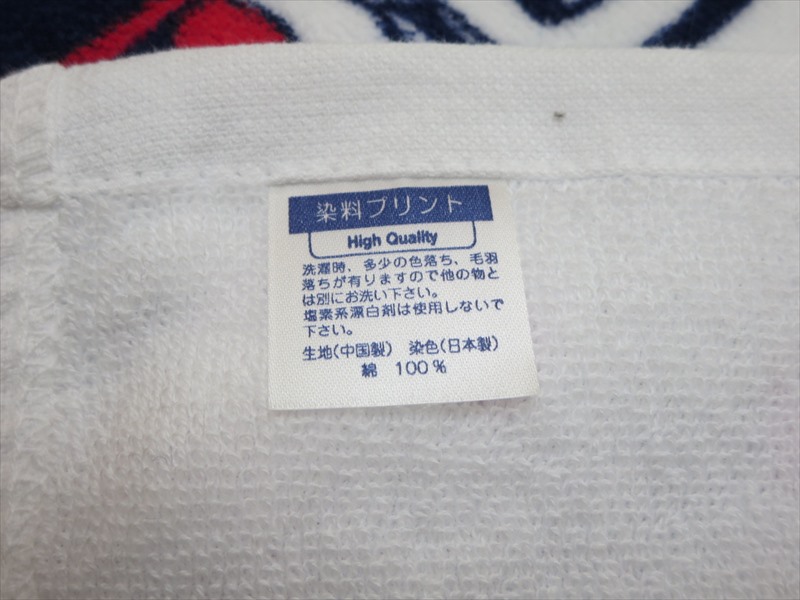 染料プリント
High Quality
洗濯時、多少の色落ち、毛羽
落ちが有りますので他の物と
は別にお洗い下さい。
塩素系漂白剤は使用しないで
下さい。
生地(中国製) 染色(日本製)
綿 100%